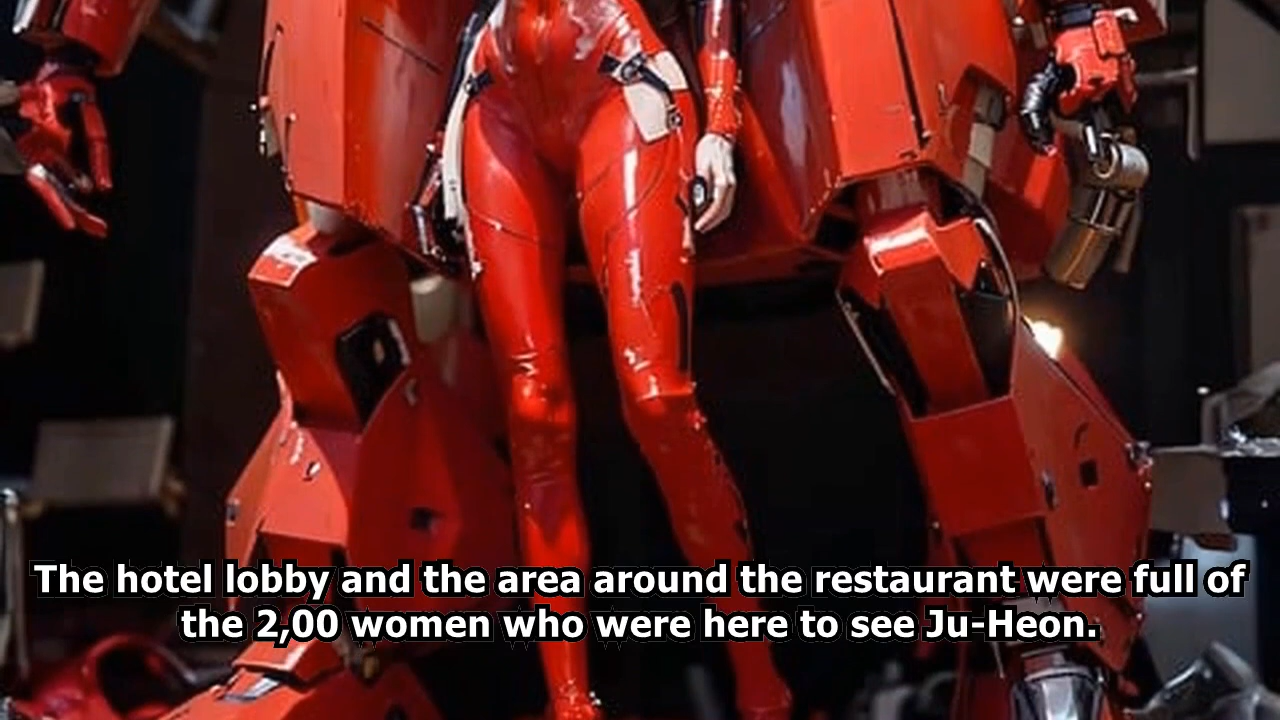 The hotel lobby and the area around the restaurant were full of
the 2,00 women who were here to see Ju-Heon.